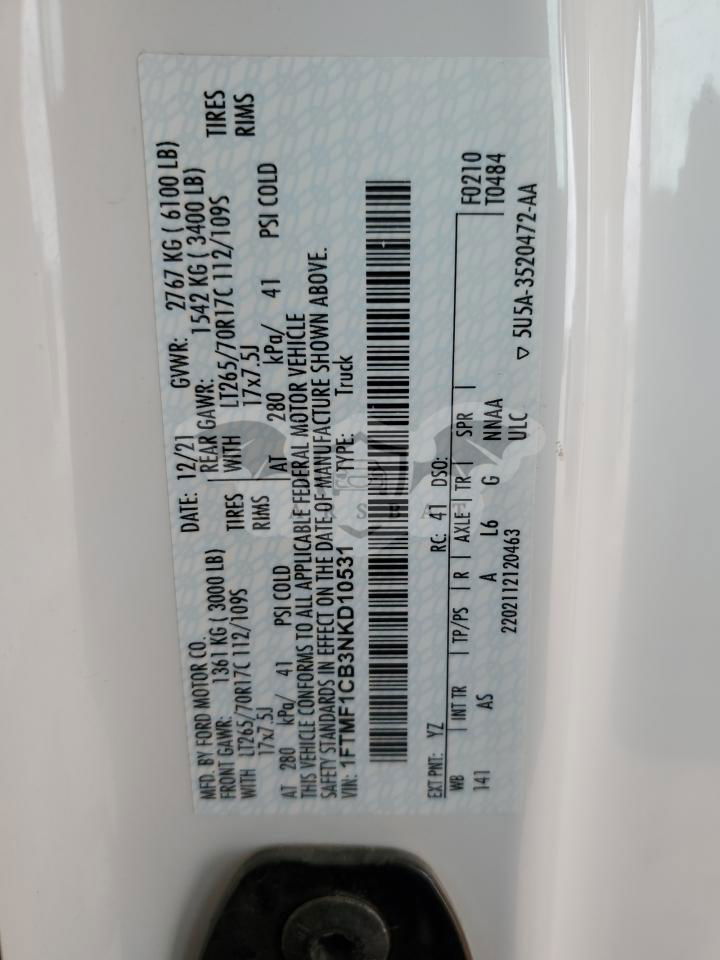 MFD. BY FORD MOTOR CO. DATE: 12/21 GVWR: 2767 KG ( 6100 LB)
FRONT GAWR: 1361 KG ( 3000 LB) REAR GAWR: 1542 KG ( 3400 LB)
WITH LT265/70R17C 112/109S TIRES WITH LT265/70R17C 112/109S TIRES
17x7.5J RIMS 17x7.5J RIMS
AT 280 kPa/ 41 PSI COLD AT 280 kPa/ 41 PSI COLD
THIS VEHICLE CONFORMS TO ALL APPLICABLE FEDERAL MOTOR VEHICLE
SAFETY STANDARDS IN EFFECT ON THE DATE OF MANUFACTURE SHOWN ABOVE.
VIN: 1FTMF1CB3NKD10531 TYPE: Truck
EXT PNT: YZ RC: 41 DSO: F0210
WB INT TR TP/PS R AXLE TR SPR T0484
141 AS A L6 G NNAA
2202112120463 ULC ▽ 5U5A-3520472-AA